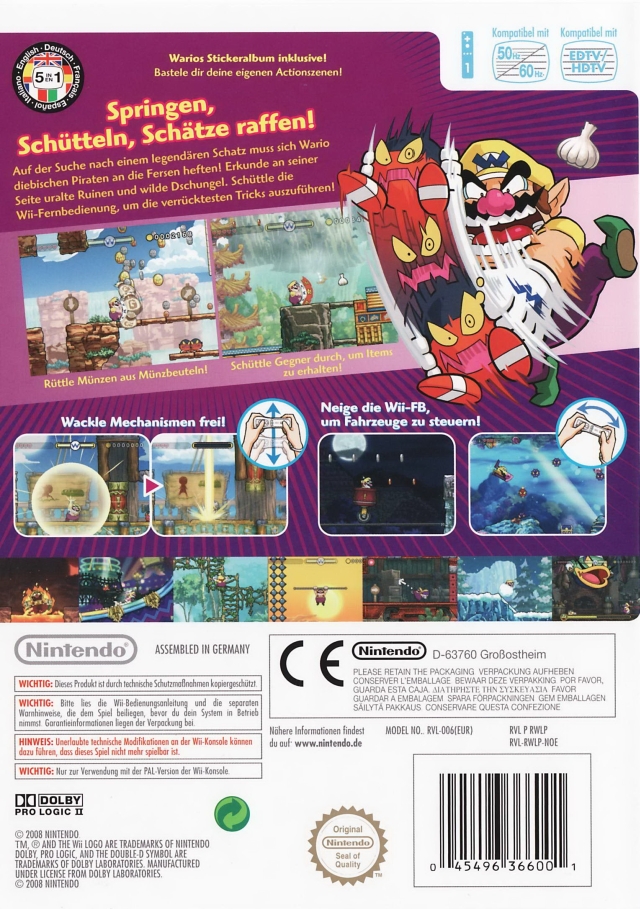 English · Deutsch · Français · Español · Italiano
5
IN
EN
1
Warios Stickeralbum inklusive!
Bastele dir deine eigenen Actionszenen!
1
Kompatibel mit
50Hz
60Hz
Kompatibel mit
EDTV/
HDTV
Springen,
Schütteln, Schätze raffen!
Auf der Suche nach einem legendären Schatz muss sich Wario
diebischen Piraten an die Fersen heften! Erkunde an seiner
Seite uralte Ruinen und wilde Dschungel. Schüttle die
Wii-Fernbedienung, um die verrücktesten Tricks auszuführen!
Rüttle Münzen aus Münzbeuteln!
Schüttle Gegner durch, um Items
zu erhalten!
Wackle Mechanismen frei!
Neige die Wii-FB,
um Fahrzeuge zu steuern!
Nintendo®
ASSEMBLED IN GERMANY
WICHTIG: Dieses Produkt ist durch technische Schutzmaßnahmen kopiergeschützt.
WICHTIG: Bitte lies die Wii-Bedienungsanleitung und die separaten
Warnhinweise, die dem Spiel beiliegen, bevor du dein System in Betrieb
nimmst. Garantieinformationen liegen der Verpackung bei.
HINWEIS: Unerlaubte technische Modifikationen an der Wii-Konsole können
dazu führen, dass dieses Spiel nicht mehr spielbar ist.
WICHTIG: Nur zur Verwendung mit der PAL-Version der Wii-Konsole.
CE
Nintendo® D-63760 Großostheim
PLEASE RETAIN THE PACKAGING VERPACKUNG AUFHEBEN
CONSERVER L'EMBALLAGE BEWAAR DEZE VERPAKKING. POR FAVOR,
GUARDA ESTA CAJA. ΔΙΑΤΗΡΗΣΤΕ ΤΗΝ ΣΥΣΚΕΥΑΣΙΑ FAVOR
GUARDAR A EMBALAGEM SPARA FÖRPACKNINGEN GEM EMBALLAGEN
SÄILYTÄ PAKKAUS CONSERVARE QUESTA CONFEZIONE
Nähere Informationen findest
du auf: www.nintendo.de
MODEL NO. RVL-006(EUR)
RVL P RWLP
RVL-RWLP-NOE
DOLBY
PRO LOGIC II
© 2008 NINTENDO
TM, ® AND THE Wii LOGO ARE TRADEMARKS OF NINTENDO
DOLBY, PRO LOGIC, AND THE DOUBLE-D SYMBOL ARE
TRADEMARKS OF DOLBY LABORATORIES. MANUFACTURED
UNDER LICENSE FROM DOLBY LABORATORIES.
© 2008 NINTENDO
Original
Nintendo
Seal of
Quality
TM
0 45496 36600 1